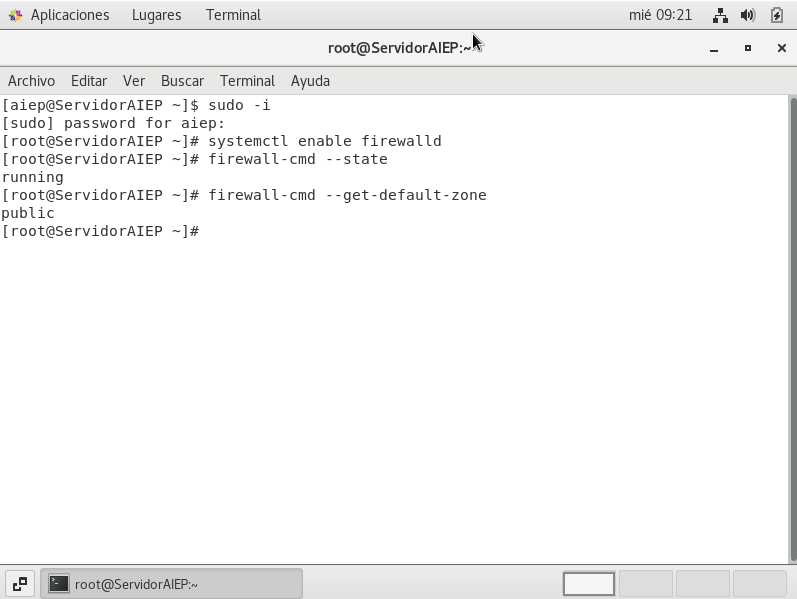 Aplicaciones Lugares Terminal mié 09:21
root@ServidorAIEP:~
Archivo Editar Ver Buscar Terminal Ayuda
[aiep@ServidorAIEP ~]$ sudo -i
[sudo] password for aiep:
[root@ServidorAIEP ~]# systemctl enable firewalld
[root@ServidorAIEP ~]# firewall-cmd --state
running
[root@ServidorAIEP ~]# firewall-cmd --get-default-zone
public
[root@ServidorAIEP ~]#
root@ServidorAIEP:~